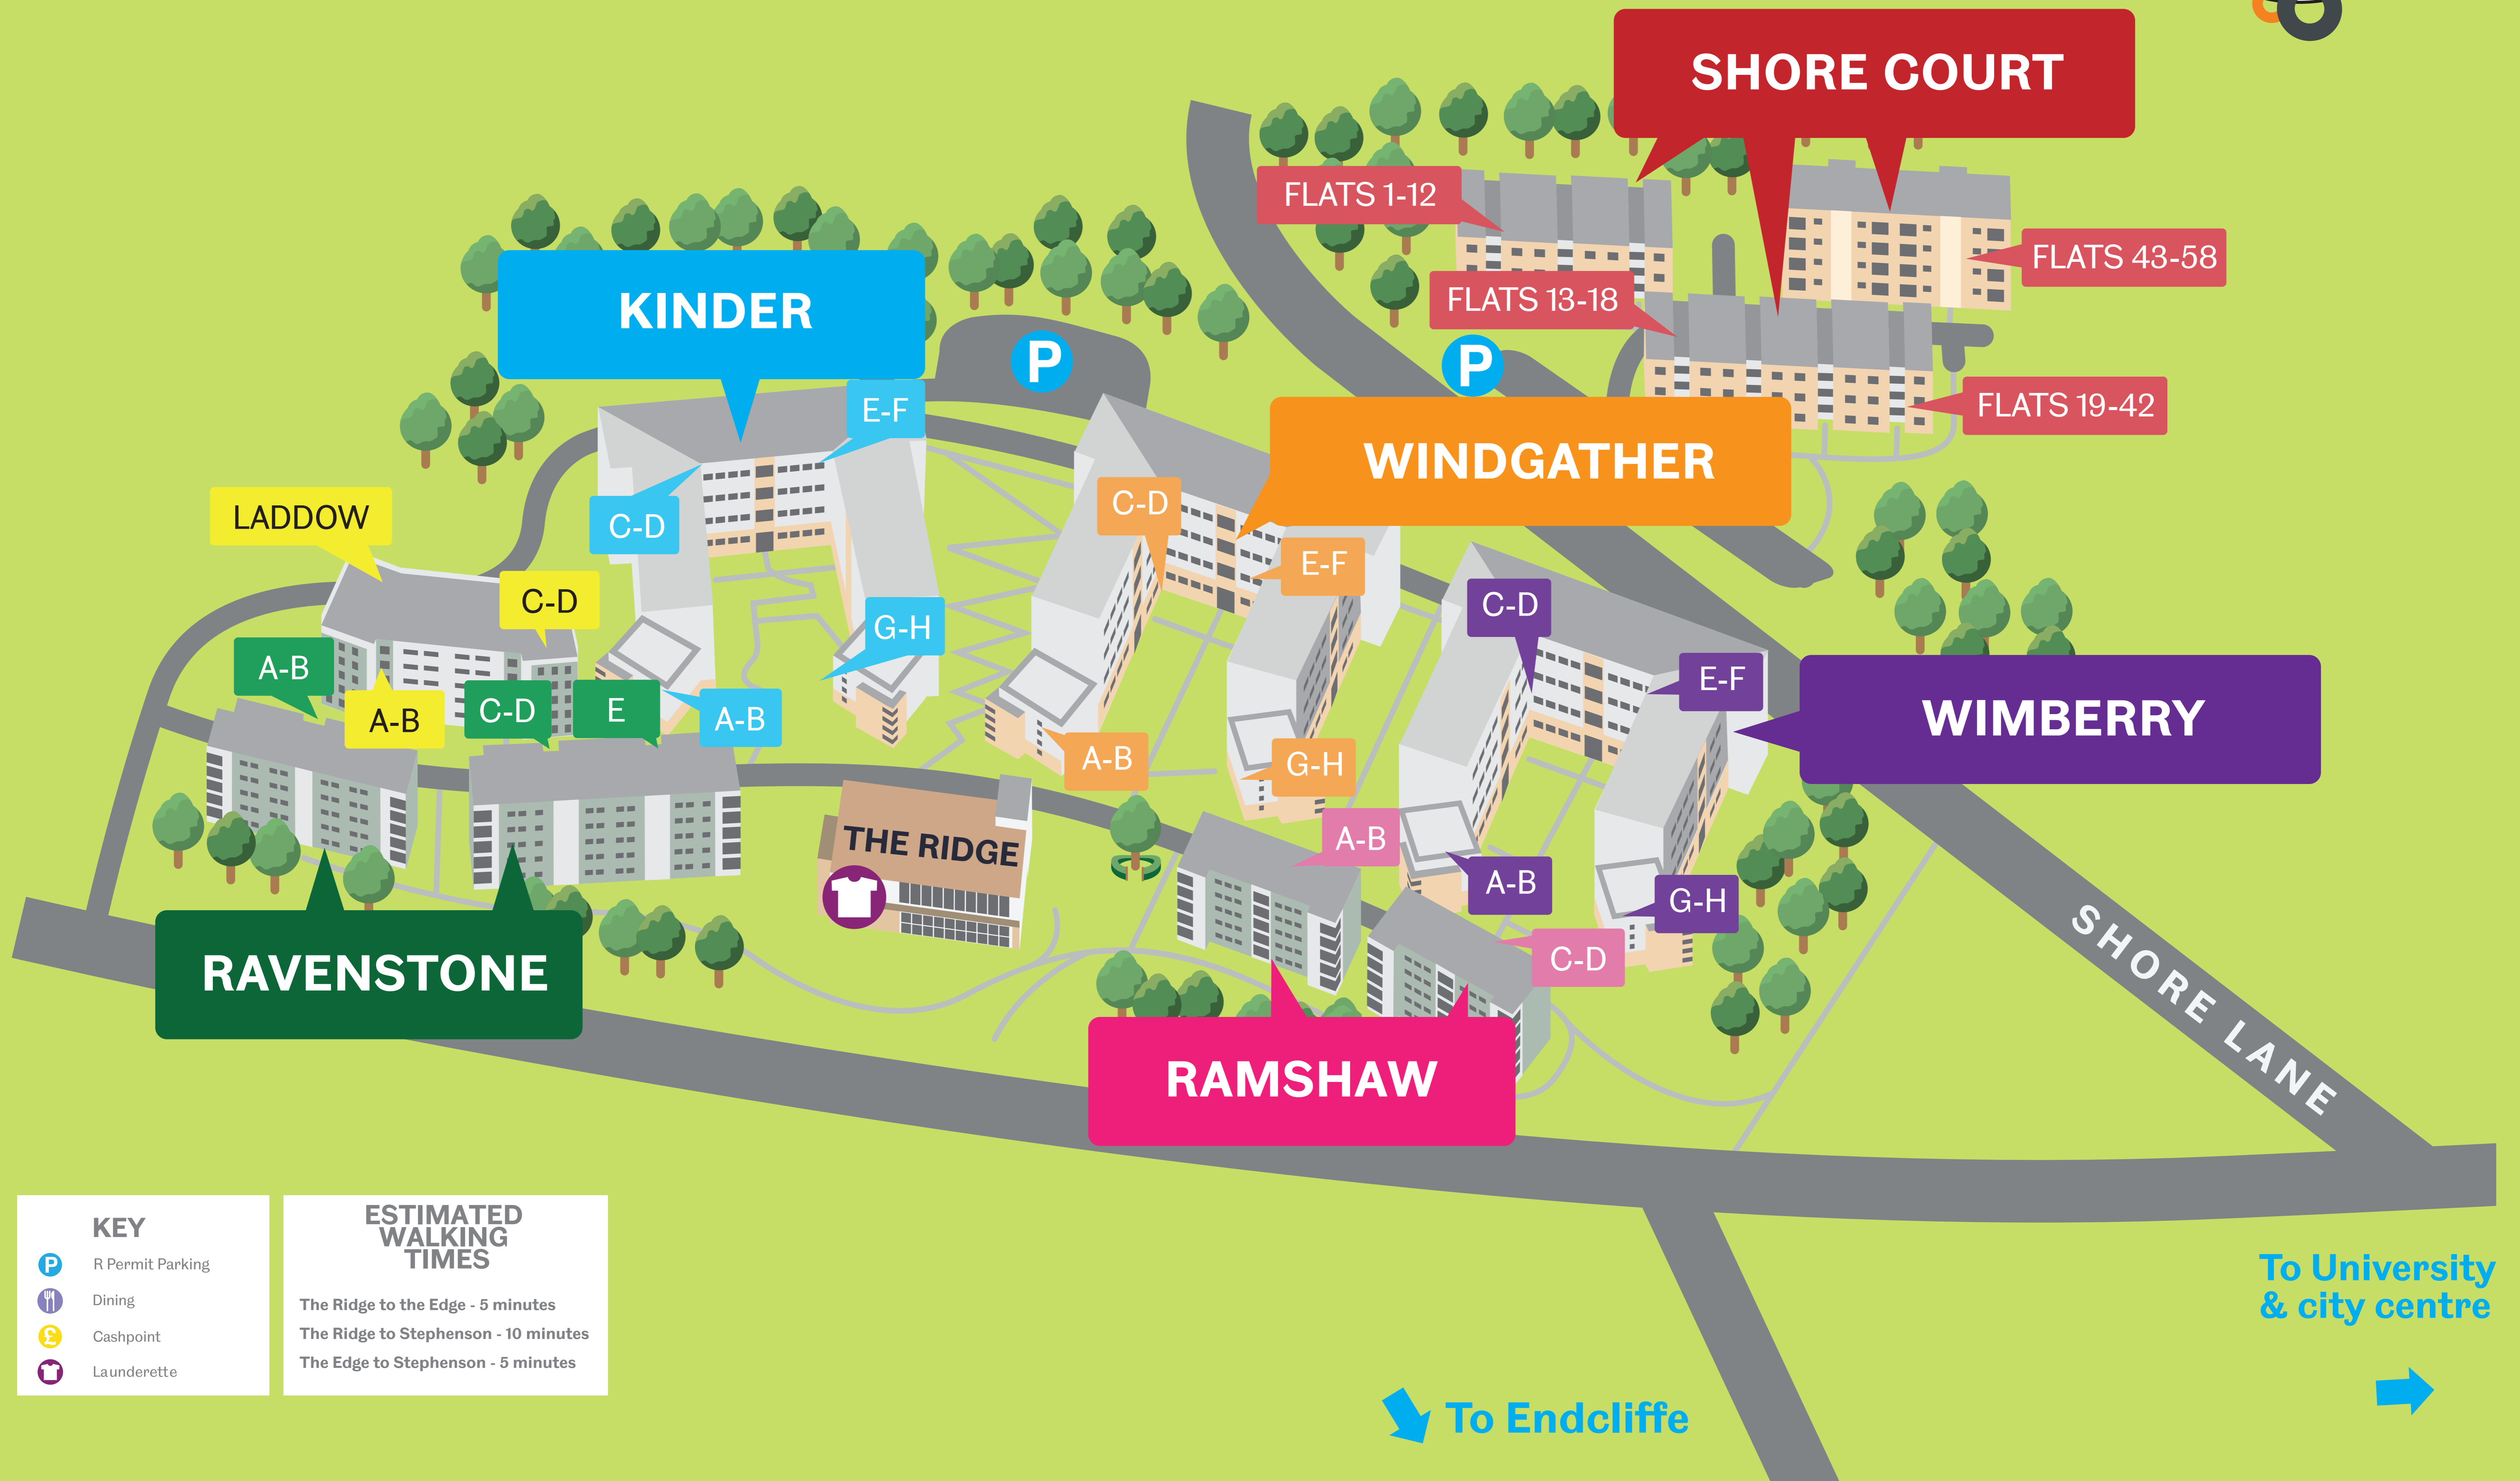 SHORE COURT
FLATS 1-12
FLATS 43-58
FLATS 13-18
FLATS 19-42
KINDER
P
P
E-F
C-D
G-H
A-B
WINDGATHER
C-D
E-F
A-B
G-H
LADDOW
C-D
A-B
A-B
C-D
E
RAVENSTONE
THE RIDGE
WIMBERRY
C-D
E-F
A-B
G-H
A-B
C-D
RAMSHAW
SHORE LANE
KEY
P R Permit Parking
Dining
£ Cashpoint
Launderette
ESTIMATED
WALKING
TIMES
The Ridge to the Edge - 5 minutes
The Ridge to Stephenson - 10 minutes
The Edge to Stephenson - 5 minutes
To Endcliffe
To University
& city centre